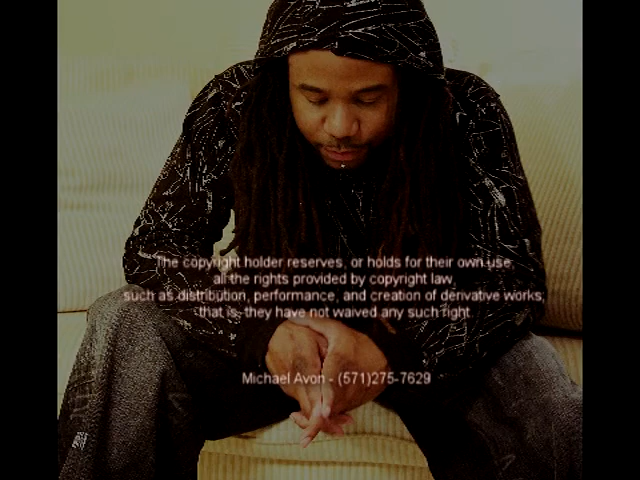 The copyright holder reserves, or holds for their own use,
all the rights provided by copyright law,
such as distribution, performance, and creation of derivative works;
that is, they have not waived any such right.
Michael Avon - (571)275-7629